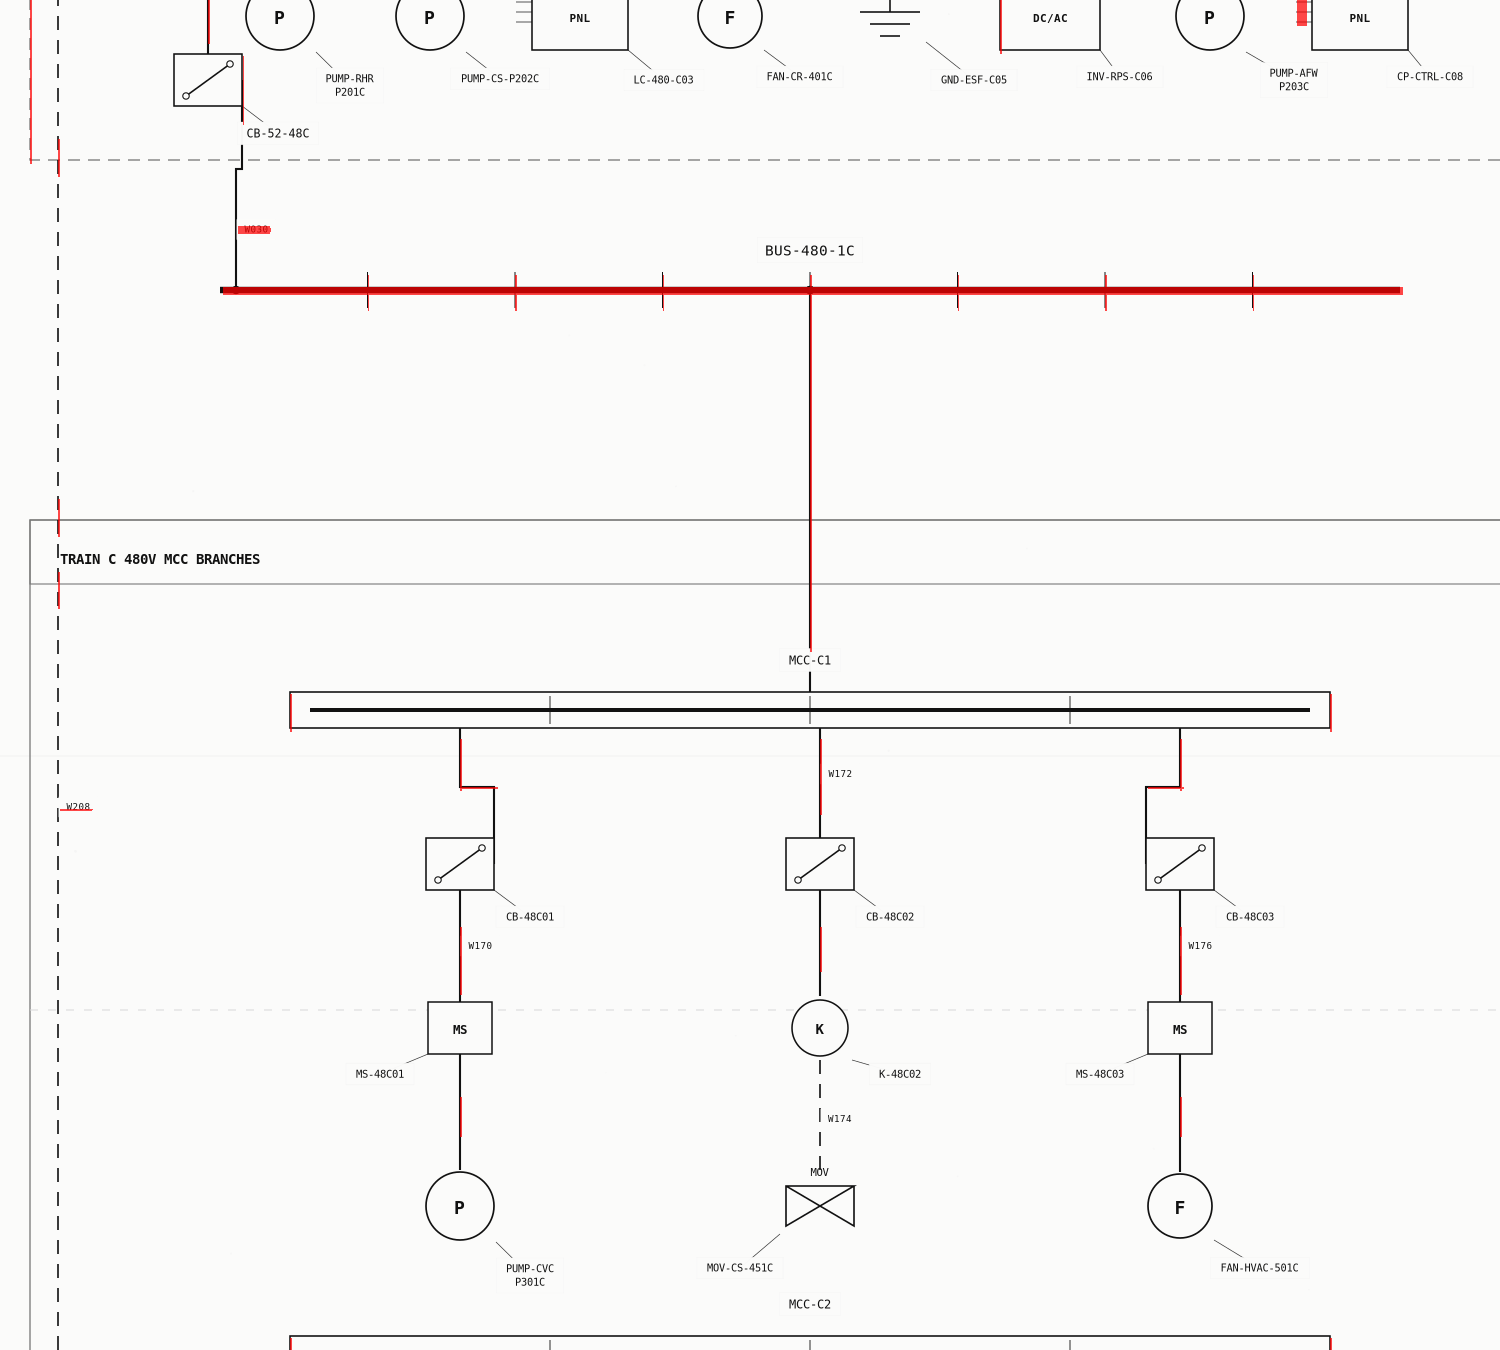 P
P
PNL
F
DC/AC
P
PNL
PUMP-RHR
P201C
PUMP-CS-P202C
LC-480-C03
FAN-CR-401C
GND-ESF-C05
INV-RPS-C06
PUMP-AFW
P203C
CP-CTRL-C08
CB-52-48C
W030
BUS-480-1C
TRAIN C 480V MCC BRANCHES
MCC-C1
W172
W208
CB-48C01
CB-48C02
CB-48C03
W170
W176
MS
K
MS
MS-48C01
K-48C02
MS-48C03
W174
MOV
P
F
PUMP-CVC
P301C
MOV-CS-451C
FAN-HVAC-501C
MCC-C2